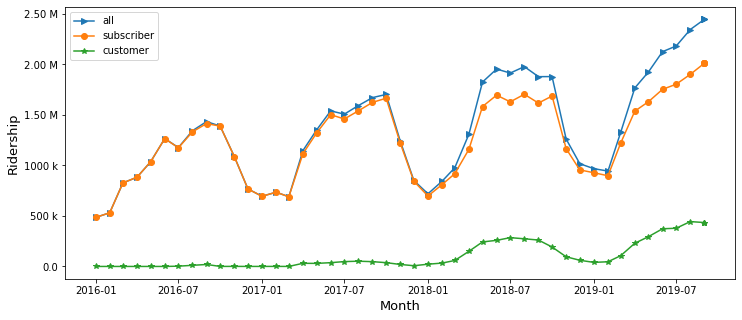 2.50 M
2.00 M
1.50 M
1000 k
500 k
0.0
Ridership
all
subscriber
customer
2016-01
2016-07
2017-01
2017-07
2018-01
2018-07
2019-01
2019-07
Month